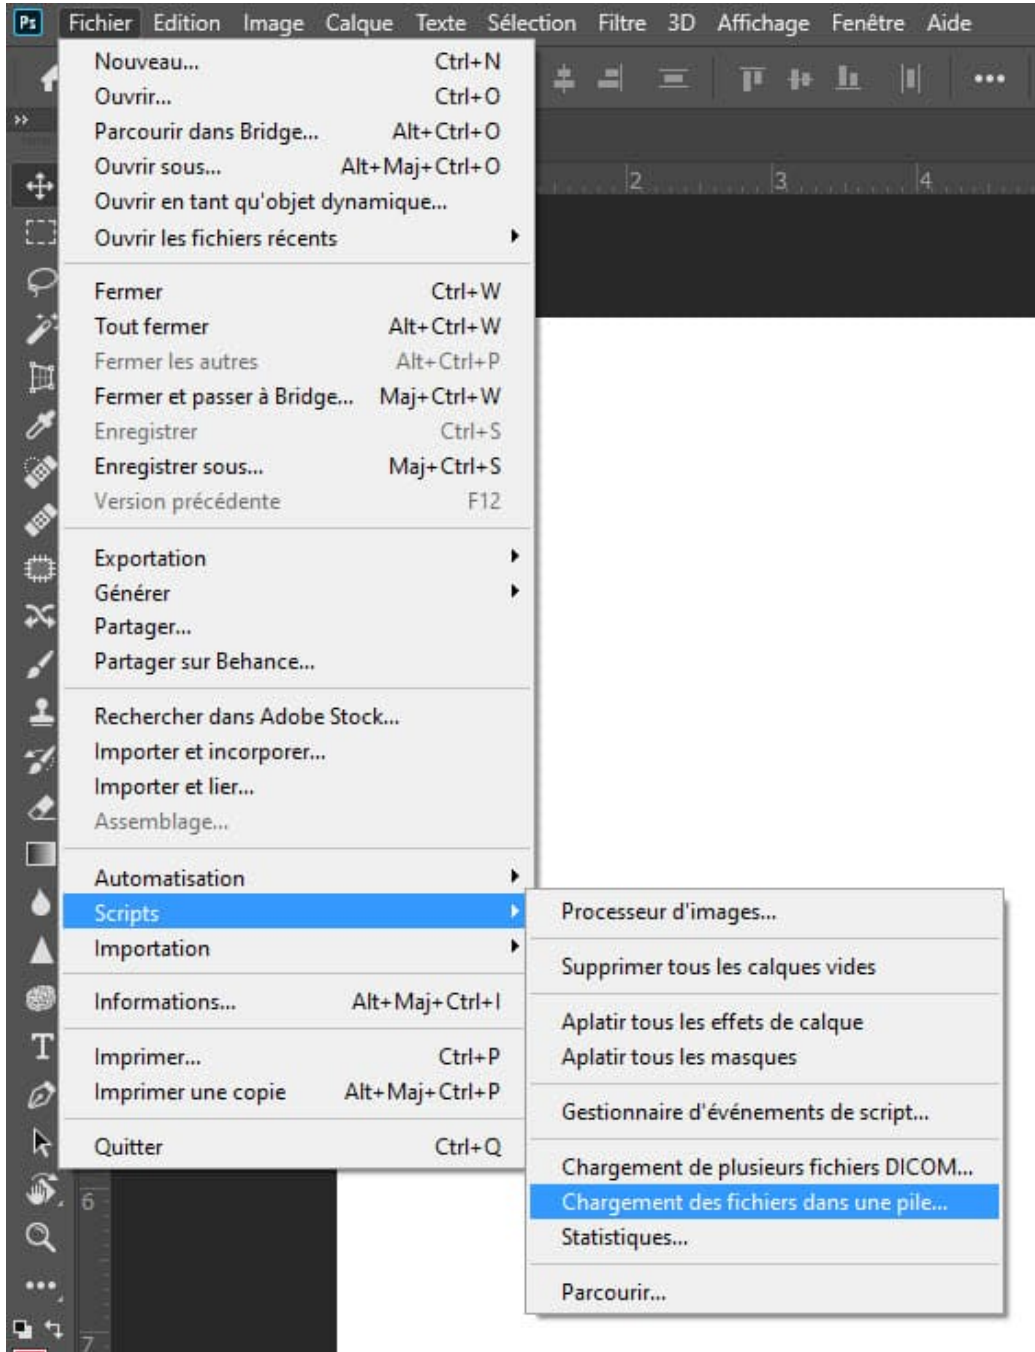 Ps Fichier Edition Image Calque Texte Sélection Filtre 3D Affichage Fenêtre Aide
Nouveau... Ctrl+N
Ouvrir... Ctrl+O
Parcourir dans Bridge... Alt+Ctrl+O
Ouvrir sous... Alt+Maj+Ctrl+O
Ouvrir en tant qu'objet dynamique...
Ouvrir les fichiers récents
Fermer Ctrl+W
Tout fermer Alt+Ctrl+W
Fermer les autres Alt+Ctrl+P
Fermer et passer à Bridge... Maj+Ctrl+W
Enregistrer Ctrl+S
Enregistrer sous... Maj+Ctrl+S
Version précédente F12
Exportation
Générer
Partager...
Partager sur Behance...
Rechercher dans Adobe Stock...
Importer et incorporer...
Importer et lier...
Assemblage...
Automatisation
Scripts
Importation
Informations... Alt+Maj+Ctrl+I
Imprimer... Ctrl+P
Imprimer une copie Alt+Maj+Ctrl+P
Quitter Ctrl+Q
Processeur d'images...
Supprimer tous les calques vides
Aplatir tous les effets de calque
Aplatir tous les masques
Gestionnaire d'événements de script...
Chargement de plusieurs fichiers DICOM...
Chargement des fichiers dans une pile...
Statistiques...
Parcourir...
2 3 4
6
7